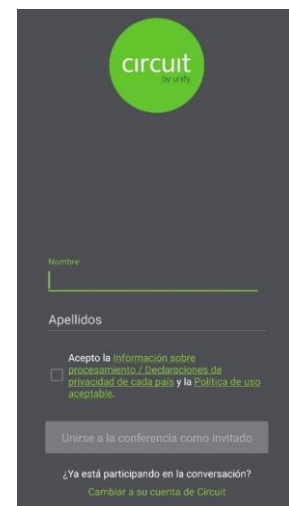 circuit
by unify
Nombre
Apellidos
Acepto la Información sobre
procesamiento / Declaraciones de
privacidad de cada país y la Política de uso
aceptable.
Unirse a la conferencia como invitado
¿Ya está participando en la conversación?
Cambiar a su cuenta de Circuit